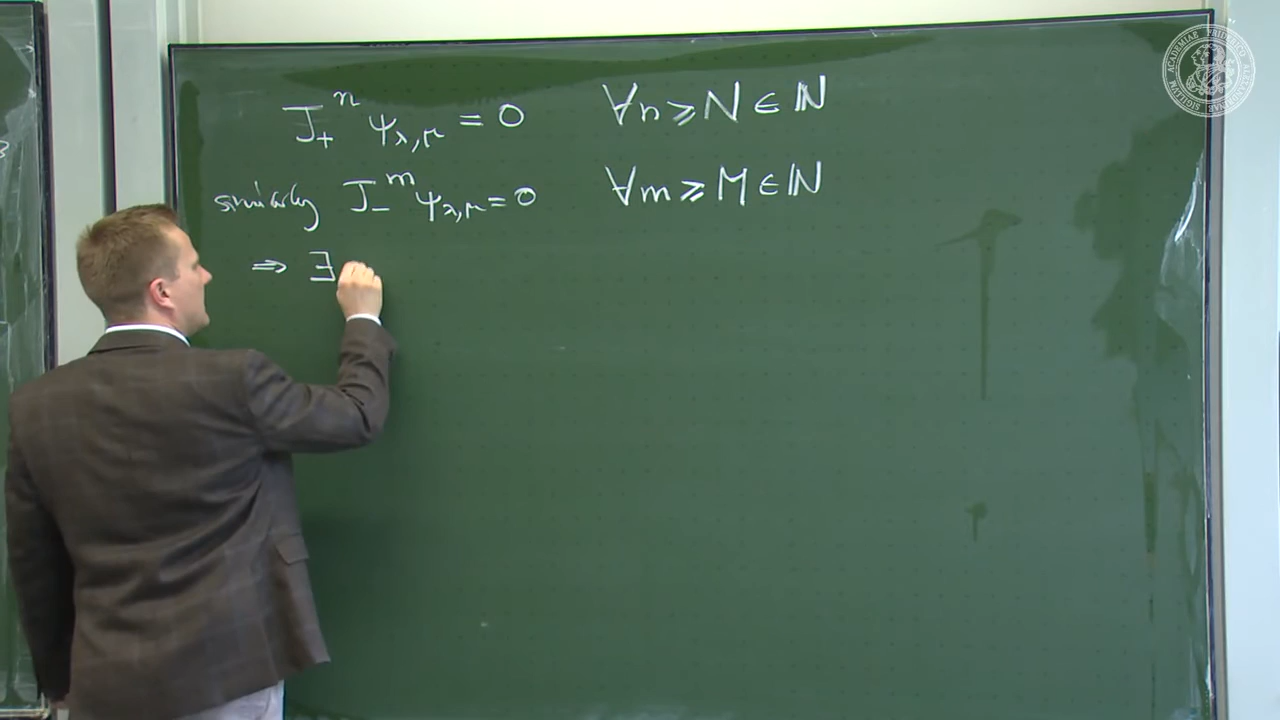 J₊ⁿ ψ_{λ,μ} = 0 ∀n ⩾ N ∈ ℕ
similarly J₋ᵐ ψ_{λ,μ} = 0 ∀m ⩾ M ∈ ℕ
⇒ ∃